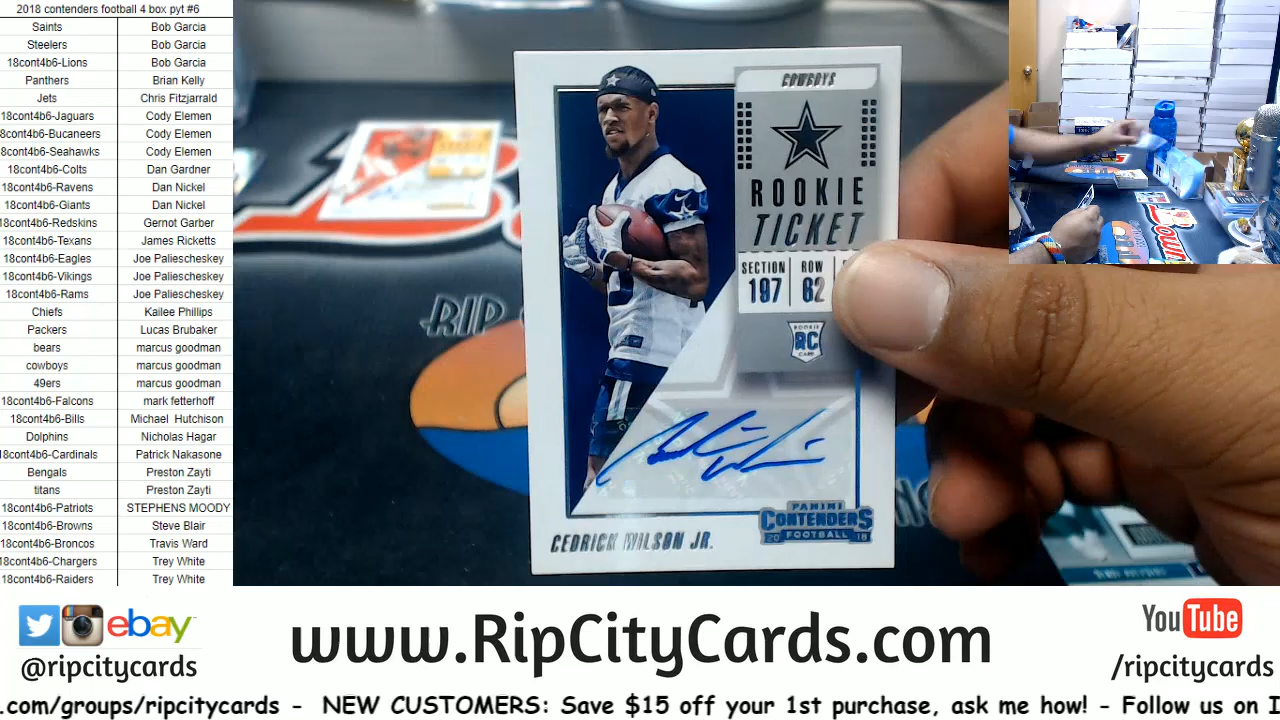 2018 contenders football 4 box pyt #6
Saints Bob Garcia
Steelers Bob Garcia
18cont4b6-Lions Bob Garcia
Panthers Brian Kelly
Jets Chris Fitzjarrald
18cont4b6-Jaguars Cody Elemen
8cont4b6-Bucaneers Cody Elemen
8cont4b6-Seahawks Cody Elemen
18cont4b6-Colts Dan Gardner
18cont4b6-Ravens Dan Nickel
18cont4b6-Giants Dan Nickel
8cont4b6-Redskins Gernot Garber
18cont4b6-Texans James Ricketts
18cont4b6-Eagles Joe Paliescheskey
18cont4b6-Vikings Joe Paliescheskey
18cont4b6-Rams Joe Paliescheskey
Chiefs Kailee Phillips
Packers Lucas Brubaker
bears marcus goodman
cowboys marcus goodman
49ers marcus goodman
18cont4b6-Falcons mark fetterhoff
18cont4b6-Bills Michael Hutchison
Dolphins Nicholas Hagar
8cont4b6-Cardinals Patrick Nakasone
Bengals Preston Zayti
titans Preston Zayti
18cont4b6-Patriots STEPHENS MOODY
18cont4b6-Browns Steve Blair
18cont4b6-Broncos Travis Ward
8cont4b6-Chargers Trey White
18cont4b6-Raiders Trey White
COWBOYS
ROOKIE
TICKET
SECTION ROW
197 62
ROOKIE
RC
CARD
PANINI
CONTENDERS
20 FOOTBALL 18
CEDRICK WILSON JR.
RIP
ebay
@ripcitycards
www.RipCityCards.com
YouTube
/ripcitycards
.com/groups/ripcitycards - NEW CUSTOMERS: Save $15 off your 1st purchase, ask me how! - Follow us on I